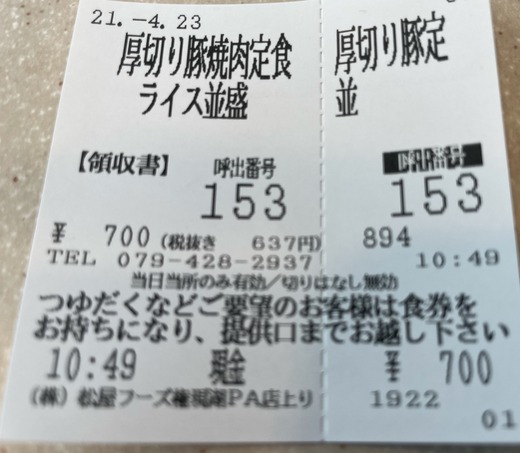 21.-4.23
厚切り豚焼肉定食
ライス並盛
厚切り豚定
並
【領収書】 呼出番号
153
153
¥ 700(税抜き 637円) 894
TEL 079-428-2937 10:49
当日当所のみ有効/切りはなし無効
つゆだくなどご要望のお客様は食券を
お持ちになり、提供口までお越し下さい
10:49 現金 ¥ 700
(株)松屋フーズ権現湖PA店上り 1922
01